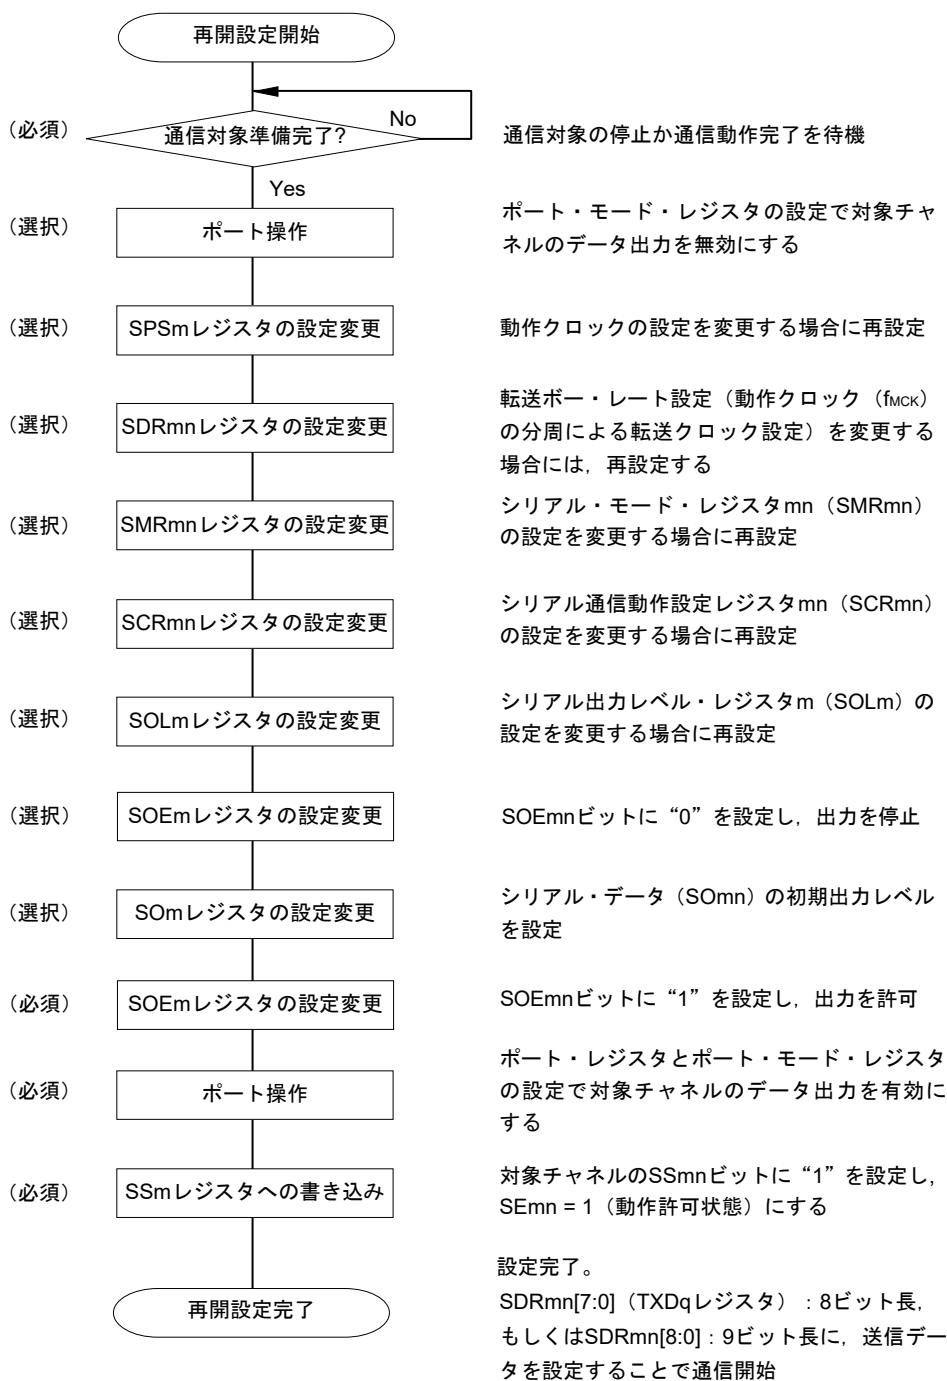 再開設定開始
（必須）
通信対象準備完了?
No
通信対象の停止か通信動作完了を待機
Yes
（選択）
ポート操作
ポート・モード・レジスタの設定で対象チャ
ネルのデータ出力を無効にする
（選択）
SPSmレジスタの設定変更
動作クロックの設定を変更する場合に再設定
（選択）
SDRmnレジスタの設定変更
転送ボー・レート設定（動作クロック（fMCK）
の分周による転送クロック設定）を変更する
場合には，再設定する
（選択）
SMRmnレジスタの設定変更
シリアル・モード・レジスタmn（SMRmn）
の設定を変更する場合に再設定
（選択）
SCRmnレジスタの設定変更
シリアル通信動作設定レジスタmn（SCRmn）
の設定を変更する場合に再設定
（選択）
SOLmレジスタの設定変更
シリアル出力レベル・レジスタm（SOLm）の
設定を変更する場合に再設定
（選択）
SOEmレジスタの設定変更
SOEmnビットに“0”を設定し，出力を停止
（選択）
SOmレジスタの設定変更
シリアル・データ（SOmn）の初期出力レベル
を設定
（必須）
SOEmレジスタの設定変更
SOEmnビットに“1”を設定し，出力を許可
（必須）
ポート操作
ポート・レジスタとポート・モード・レジスタ
の設定で対象チャネルのデータ出力を有効に
する
（必須）
SSmレジスタへの書き込み
対象チャネルのSSmnビットに“1”を設定し，
SEmn = 1（動作許可状態）にする
再開設定完了
設定完了。
SDRmn[7:0]（TXDqレジスタ）：8ビット長，
もしくはSDRmn[8:0]：9ビット長に，送信デー
タを設定することで通信開始